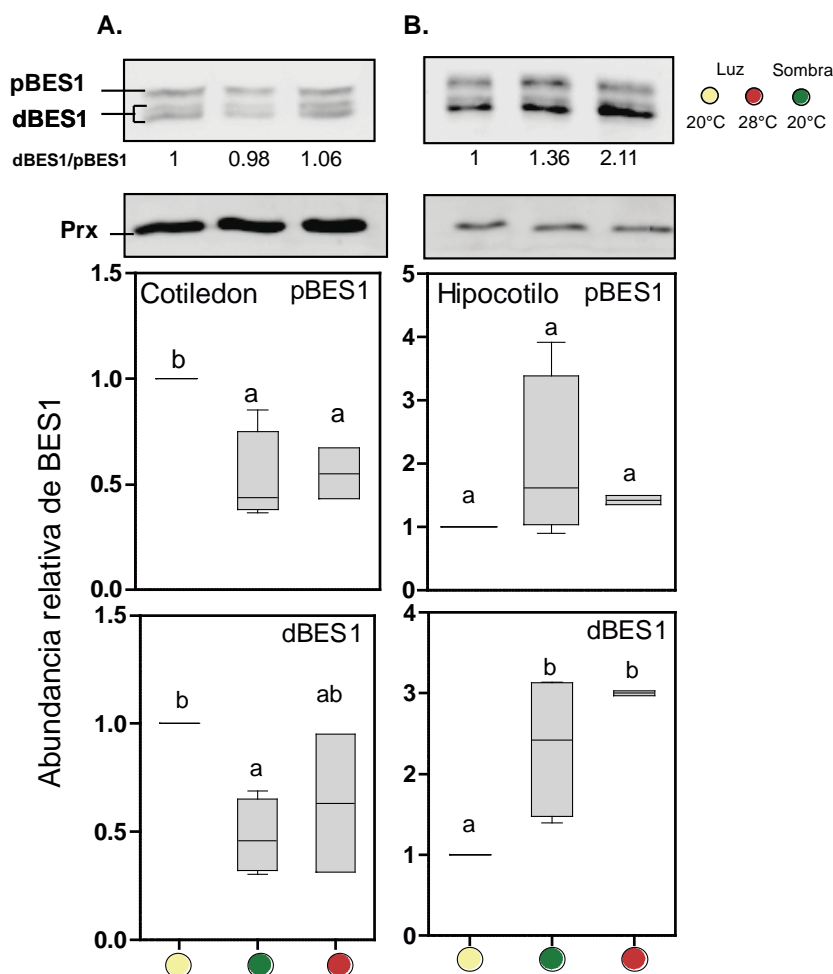 A.
B.
pBES1
dBES1
dBES1/pBES1 1 0.98 1.06
1 1.36 2.11
Luz Sombra
20°C 28°C 20°C
Prx
Abundancia relativa de BES1
Cotiledon pBES1
1.5
1.0
0.5
0.0
b
a
a
Hipocotilo pBES1
5
4
3
2
1
0
a
a
a
dBES1
1.5
1.0
0.5
0.0
b
a
ab
dBES1
4
3
2
1
0
a
b
b